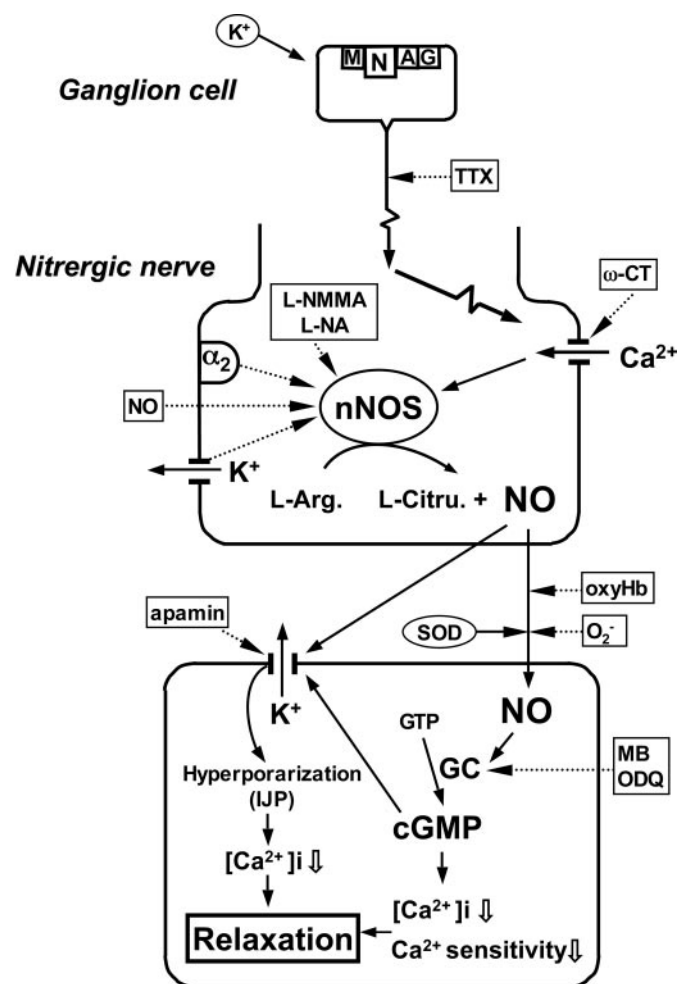 K⁺
M N A G
Ganglion cell
TTX
Nitrergic nerve
ω-CT
L-NMMA
L-NA
α₂
Ca²⁺
NO
nNOS
K⁺
L-Arg. L-Citru. + NO
oxyHb
apamin
SOD
O₂⁻
K⁺
NO
GTP
MB
ODQ
GC
Hyperporarization
(IJP)
cGMP
[Ca²⁺]i ⇩
[Ca²⁺]i ⇩
Relaxation
Ca²⁺ sensitivity⇩